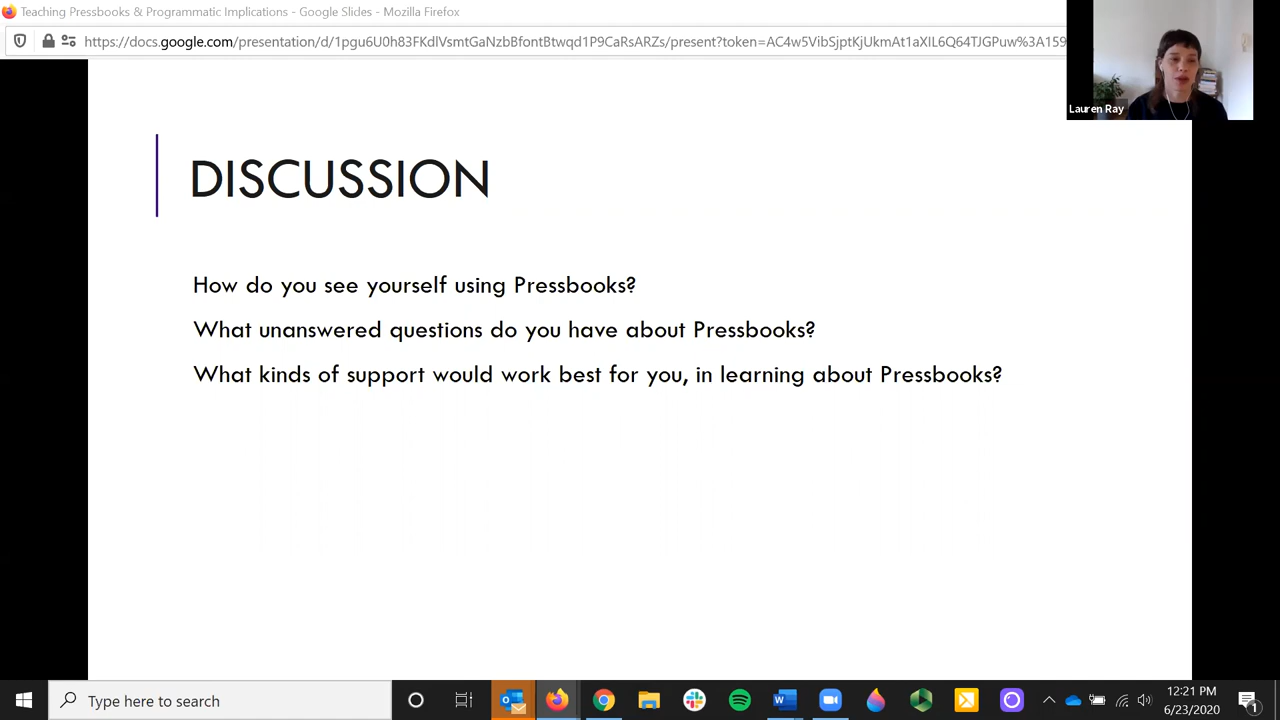 Teaching Pressbooks & Programmatic Implications - Google Slides - Mozilla Firefox
https://docs.google.com/presentation/d/1pgu6U0h83FKdlVsmtGaNzbBfontBtwqd1P9CaRsARZs/present?token=AC4w5VibSjptKjUkmAt1aXIL6Q64TJGPuw%3A159
Lauren Ray
DISCUSSION
How do you see yourself using Pressbooks?
What unanswered questions do you have about Pressbooks?
What kinds of support would work best for you, in learning about Pressbooks?
Type here to search
12:21 PM
6/23/2020
1